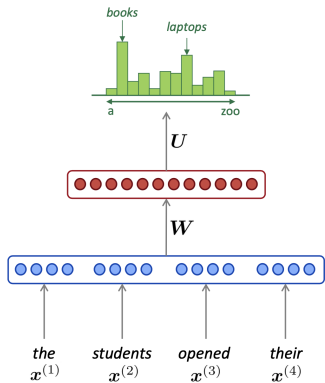 books
laptops
a zoo
U
W
the students opened their
x^{(1)} x^{(2)} x^{(3)} x^{(4)}